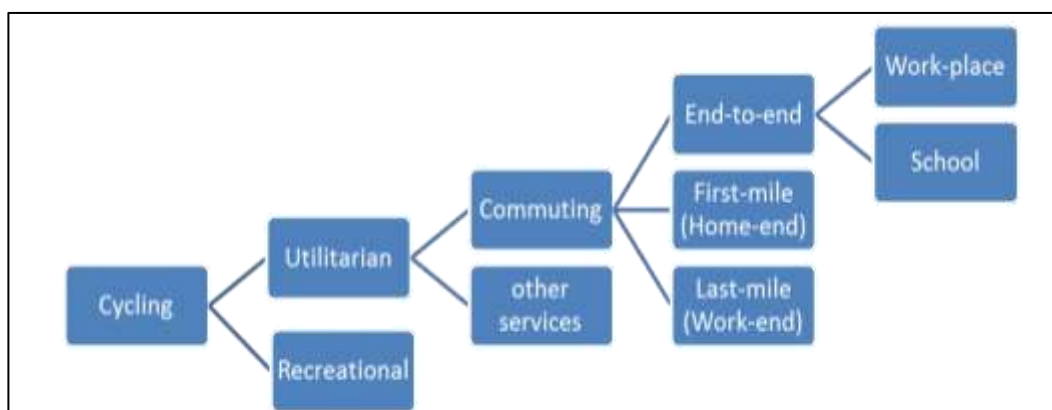 Cycling
Utilitarian
Recreational
Commuting
other
services
End-to-end
First-mile
(Home-end)
Last-mile
(Work-end)
Work-place
School